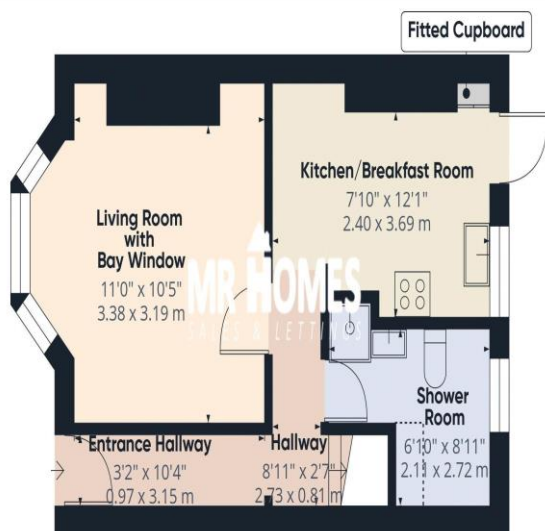 Fitted Cupboard
Kitchen/Breakfast Room
7'10" x 12'1"
2.40 x 3.69 m
Living Room
with
Bay Window
11'0" x 10'5"
3.38 x 3.19 m
MR HOMES
SALES & LETTINGS
Shower
Room
6'10" x 8'11"
2.11 x 2.72 m
Entrance Hallway
3'2" x 10'4"
0.97 x 3.15 m
Hallway
8'11" x 2'7"
2.73 x 0.81 m